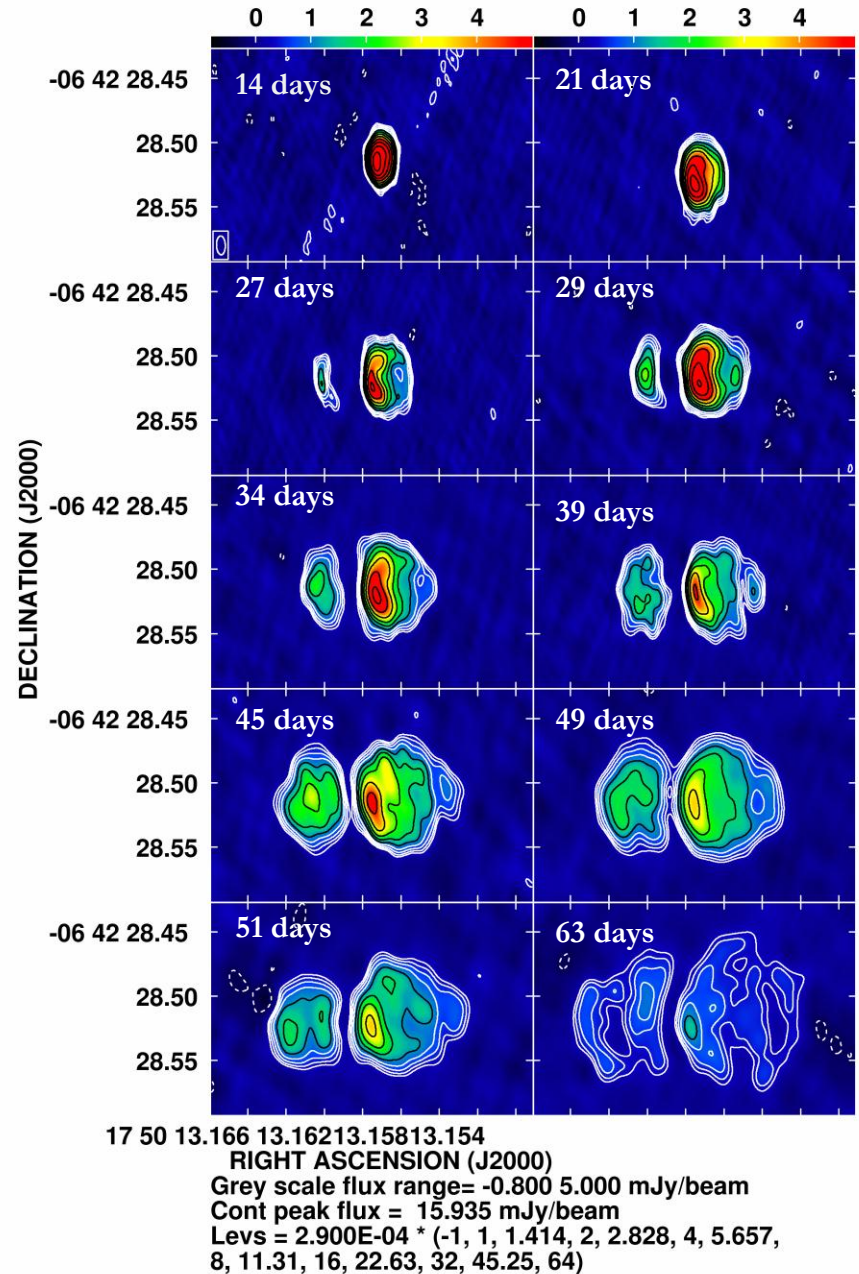 0 1 2 3 4 0 1 2 3 4
-06 42 28.45
14 days 21 days
28.50
28.55
-06 42 28.45
27 days 29 days
28.50
28.55
DECLINATION (J2000)
-06 42 28.45
34 days 39 days
28.50
28.55
-06 42 28.45
45 days 49 days
28.50
28.55
-06 42 28.45
51 days 63 days
28.50
28.55
17 50 13.166 13.16213.15813.154
RIGHT ASCENSION (J2000)
Grey scale flux range= -0.800 5.000 mJy/beam
Cont peak flux = 15.935 mJy/beam
Levs = 2.900E-04 * (-1, 1, 1.414, 2, 2.828, 4, 5.657,
8, 11.31, 16, 22.63, 32, 45.25, 64)